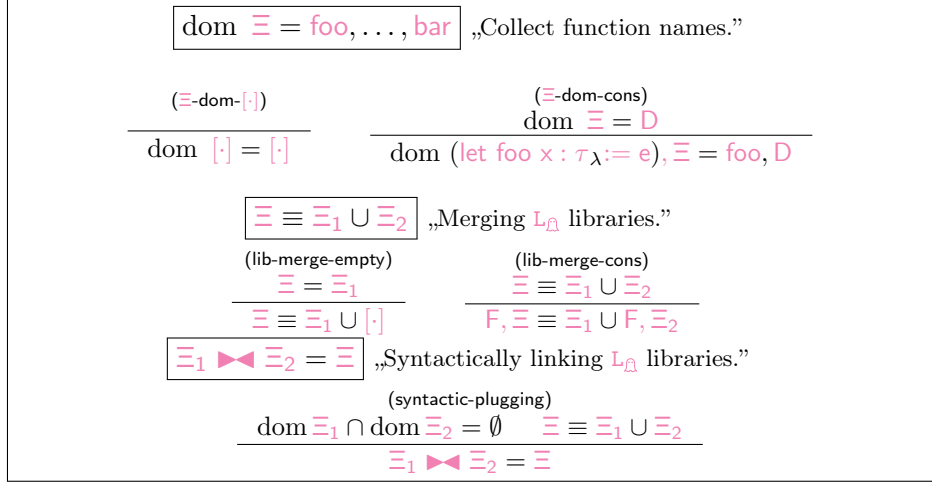 dom Ξ = foo, . . . , bar „Collect function names.”
(Ξ-dom-[·]) (Ξ-dom-cons)
dom Ξ = D
dom [·] = [·] dom (let foo x : τ_λ := e), Ξ = foo, D
Ξ ≡ Ξ₁ ∪ Ξ₂ „Merging L libraries.”
(lib-merge-empty) (lib-merge-cons)
Ξ = Ξ₁ Ξ ≡ Ξ₁ ∪ Ξ₂
Ξ ≡ Ξ₁ ∪ [·] F, Ξ ≡ Ξ₁ ∪ F, Ξ₂
Ξ₁ ▶◀ Ξ₂ = Ξ „Syntactically linking L libraries.”
(syntactic-plugging)
dom Ξ₁ ∩ dom Ξ₂ = ∅ Ξ ≡ Ξ₁ ∪ Ξ₂
Ξ₁ ▶◀ Ξ₂ = Ξ